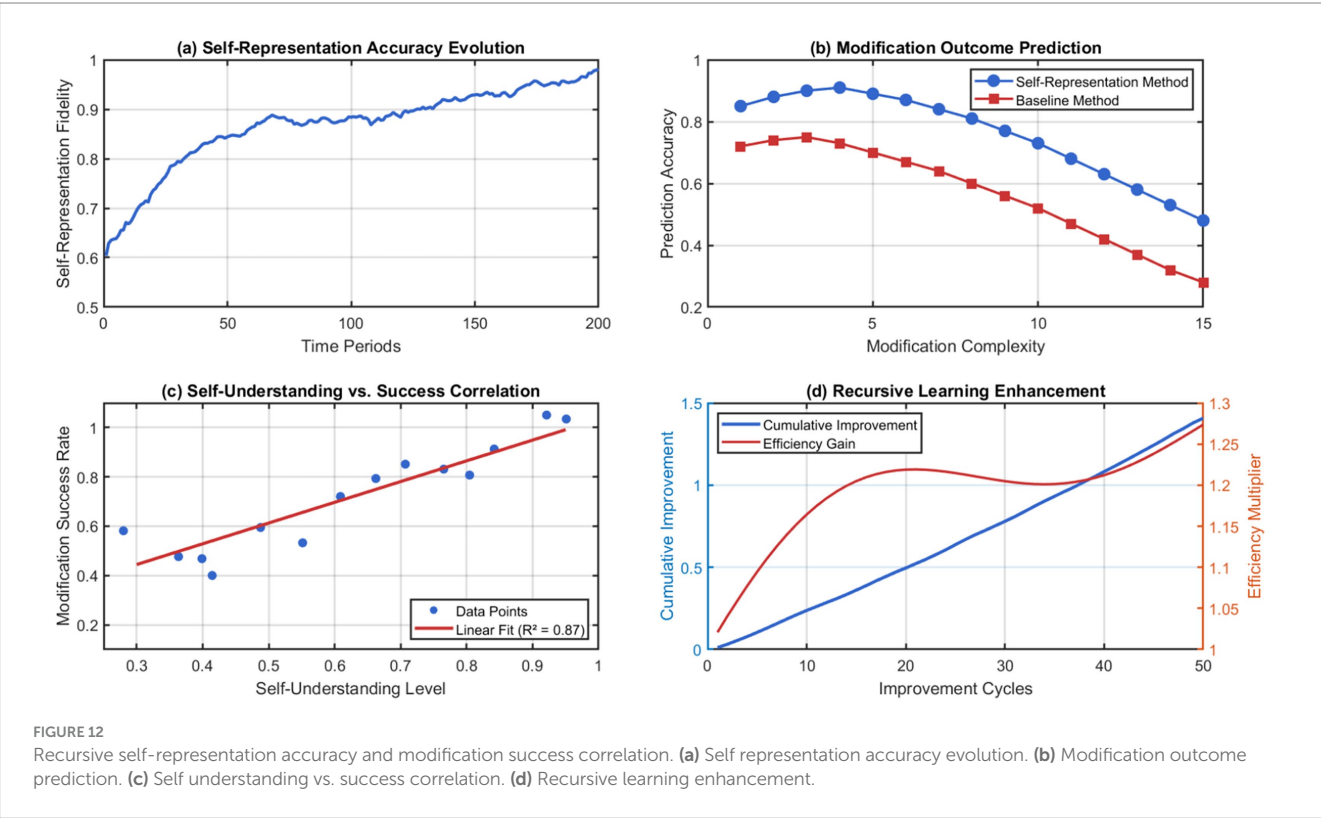 (a) Self-Representation Accuracy Evolution
Self-Representation Fidelity
1
0.9
0.8
0.7
0.6
0.5
0
50
100
150
200
Time Periods
(b) Modification Outcome Prediction
Self-Representation Method
Baseline Method
Prediction Accuracy
1
0.8
0.6
0.4
0.2
0
5
10
15
Modification Complexity
(c) Self-Understanding vs. Success Correlation
Modification Success Rate
1
0.8
0.6
0.4
0.2
Data Points
Linear Fit (R² = 0.87)
0.3
0.4
0.5
0.6
0.7
0.8
0.9
1
Self-Understanding Level
(d) Recursive Learning Enhancement
Cumulative Improvement
Efficiency Gain
Cumulative Improvement
1.5
1
0.5
0
1.3
1.25
1.2
1.15
1.1
1.05
1
Efficiency Multiplier
0
10
20
30
40
50
Improvement Cycles
FIGURE 12
Recursive self-representation accuracy and modification success correlation. (a) Self representation accuracy evolution. (b) Modification outcome
prediction. (c) Self understanding vs. success correlation. (d) Recursive learning enhancement.